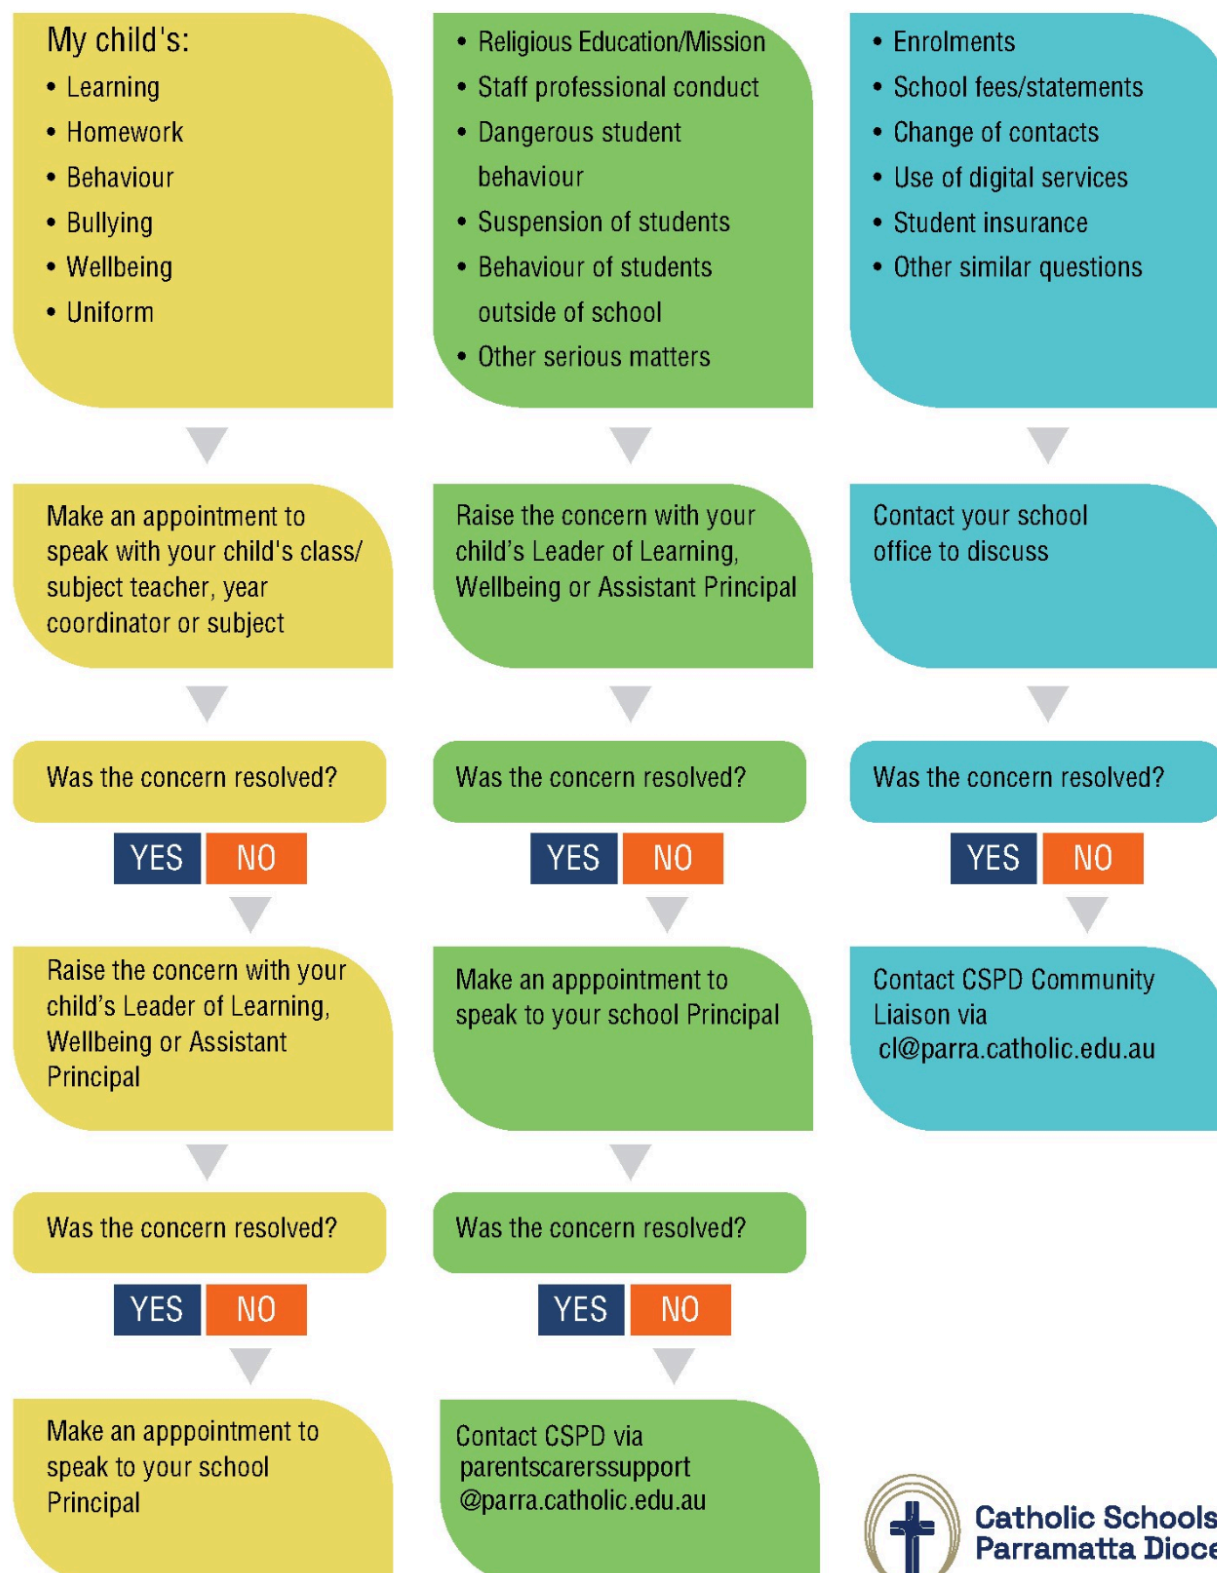 My child's:
• Learning
• Homework
• Behaviour
• Bullying
• Wellbeing
• Uniform
Make an appointment to
speak with your child's class/
subject teacher, year
coordinator or subject
Was the concern resolved?
YES NO
Raise the concern with your
child's Leader of Learning,
Wellbeing or Assistant
Principal
Was the concern resolved?
YES NO
Make an apppointment to
speak to your school
Principal
• Religious Education/Mission
• Staff professional conduct
• Dangerous student
behaviour
• Suspension of students
• Behaviour of students
outside of school
• Other serious matters
Raise the concern with your
child’s Leader of Learning,
Wellbeing or Assistant Principal
Was the concern resolved?
YES NO
Make an apppointment to
speak to your school Principal
Was the concern resolved?
YES NO
Contact CSPD via
parentscarerssupport
@parra.catholic.edu.au
• Enrolments
• School fees/statements
• Change of contacts
• Use of digital services
• Student insurance
• Other similar questions
Contact your school
office to discuss
Was the concern resolved?
YES NO
Contact CSPD Community
Liaison via
cl@parra.catholic.edu.au
Catholic Schools
Parramatta Dioce